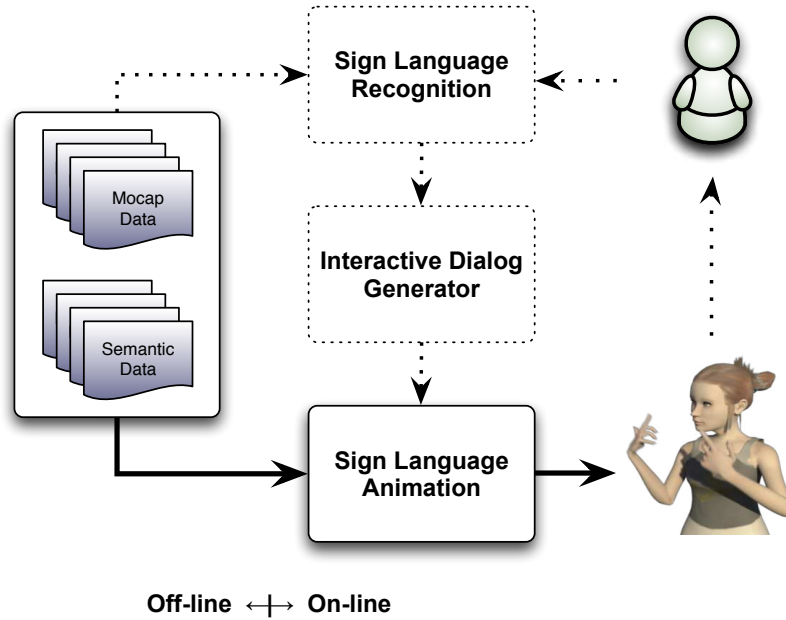 Sign Language
Recognition
Mocap
Data
Interactive Dialog
Generator
Semantic
Data
Sign Language
Animation
Off-line ←|→ On-line